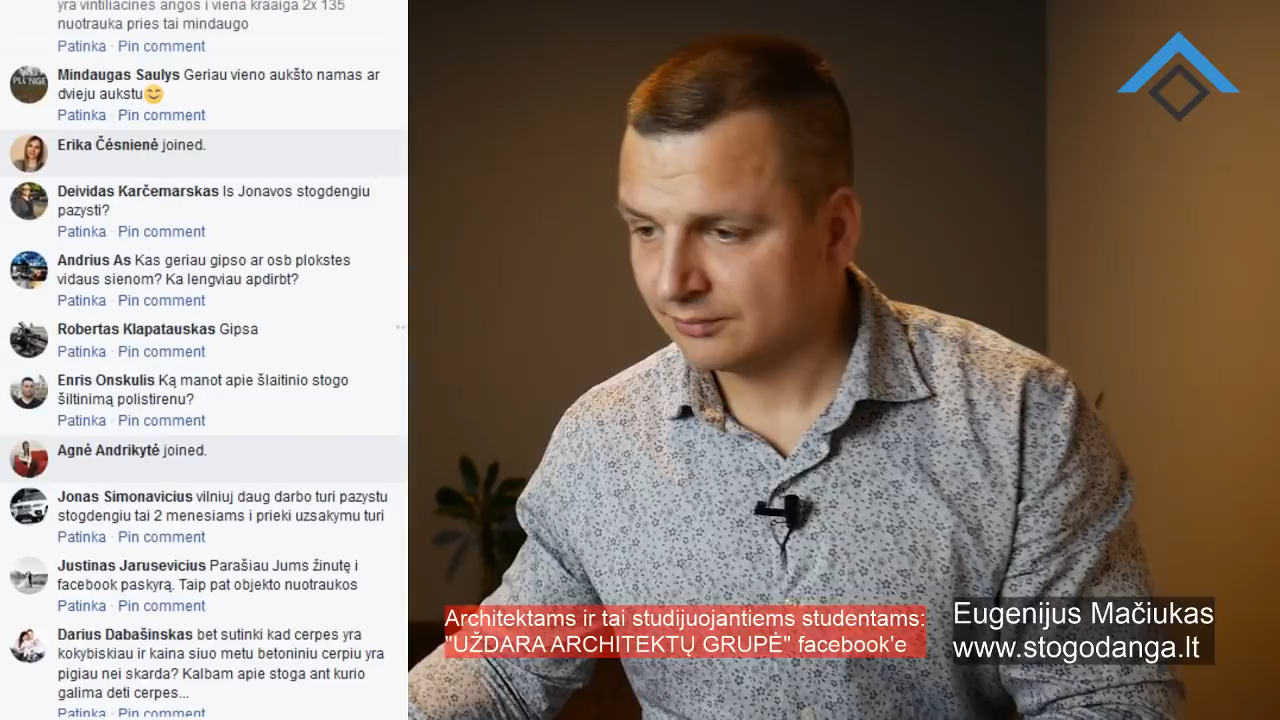 yra vintiliacines angos i viena kraaiga 2x 135
nuotrauka pries tai mindaugo
Patinka · Pin comment
Mindaugas Saulys Geriau vieno aukšto namas ar
dvieju aukstu😊
Patinka · Pin comment
Erika Čėsnienė joined.
Deividas Karčemarskas Is Jonavos stogdengiu
pazysti?
Patinka · Pin comment
Andrius As Kas geriau gipso ar osb plokstes
vidaus sienom? Ka lengviau apdirbt?
Patinka · Pin comment
Robertas Klapatauskas Gipsa
Patinka · Pin comment
Enris Onskulis Ką manot apie šlaitinio stogo
šiltinimą polistirenu?
Patinka · Pin comment
Agnė Andrikytė joined.
Jonas Simonavicius vilniuj daug darbo turi pazystu
stogdengiu tai 2 menesiams i prieki uzsakymu turi
Patinka · Pin comment
Justinas Jarusevicius Parašiau Jums žinutę i
facebook paskyrą. Taip pat objekto nuotraukos
Patinka · Pin comment
Darius Dabašinskas bet sutinki kad cerpes yra
kokybiskiau ir kaina siuo metu betoniniu cerpiu yra
pigiau nei skarda? Kalbam apie stoga ant kurio
galima deti cerpes...
Patinka · Pin comment
Architektams ir tai studijuojantiems studentams:
"UŽDARA ARCHITEKTŲ GRUPĖ" facebook'e
Eugenijus Mačiukas
www.stogodanga.lt